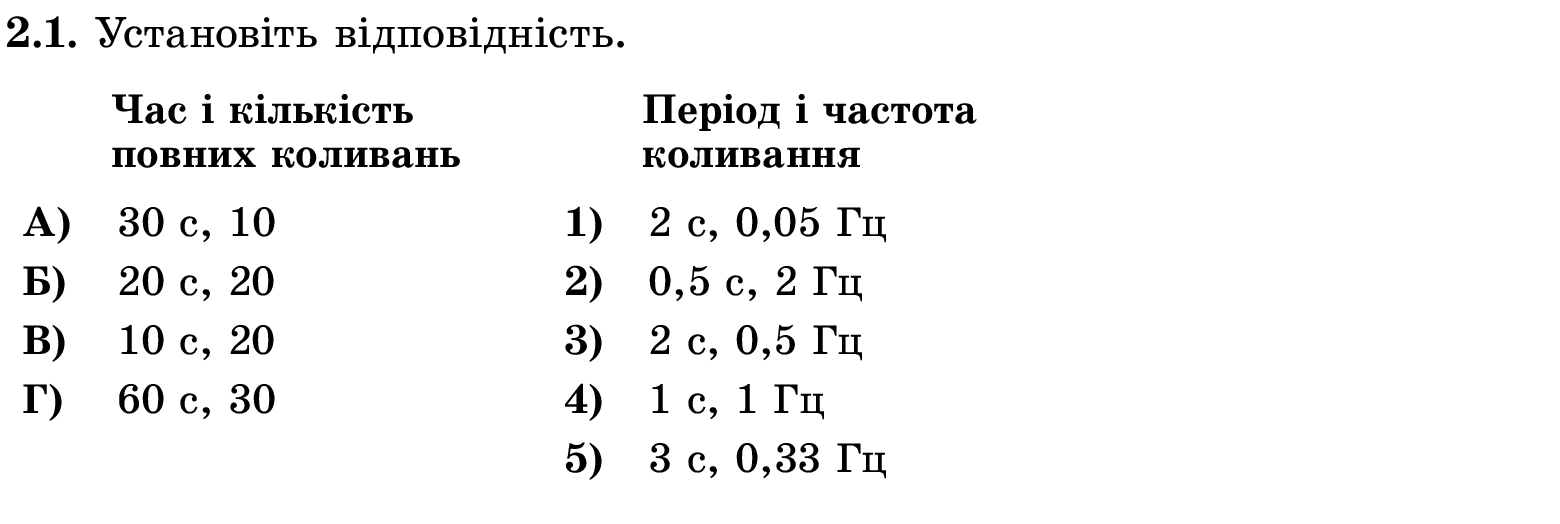 2.1. Установіть відповідність.
Час і кількість повних коливань
Період і частота коливання
А) 30 с, 10
1) 2 с, 0,05 Гц
Б) 20 с, 20
2) 0,5 с, 2 Гц
В) 10 с, 20
3) 2 с, 0,5 Гц
Г) 60 с, 30
4) 1 с, 1 Гц
5) 3 с, 0,33 Гц